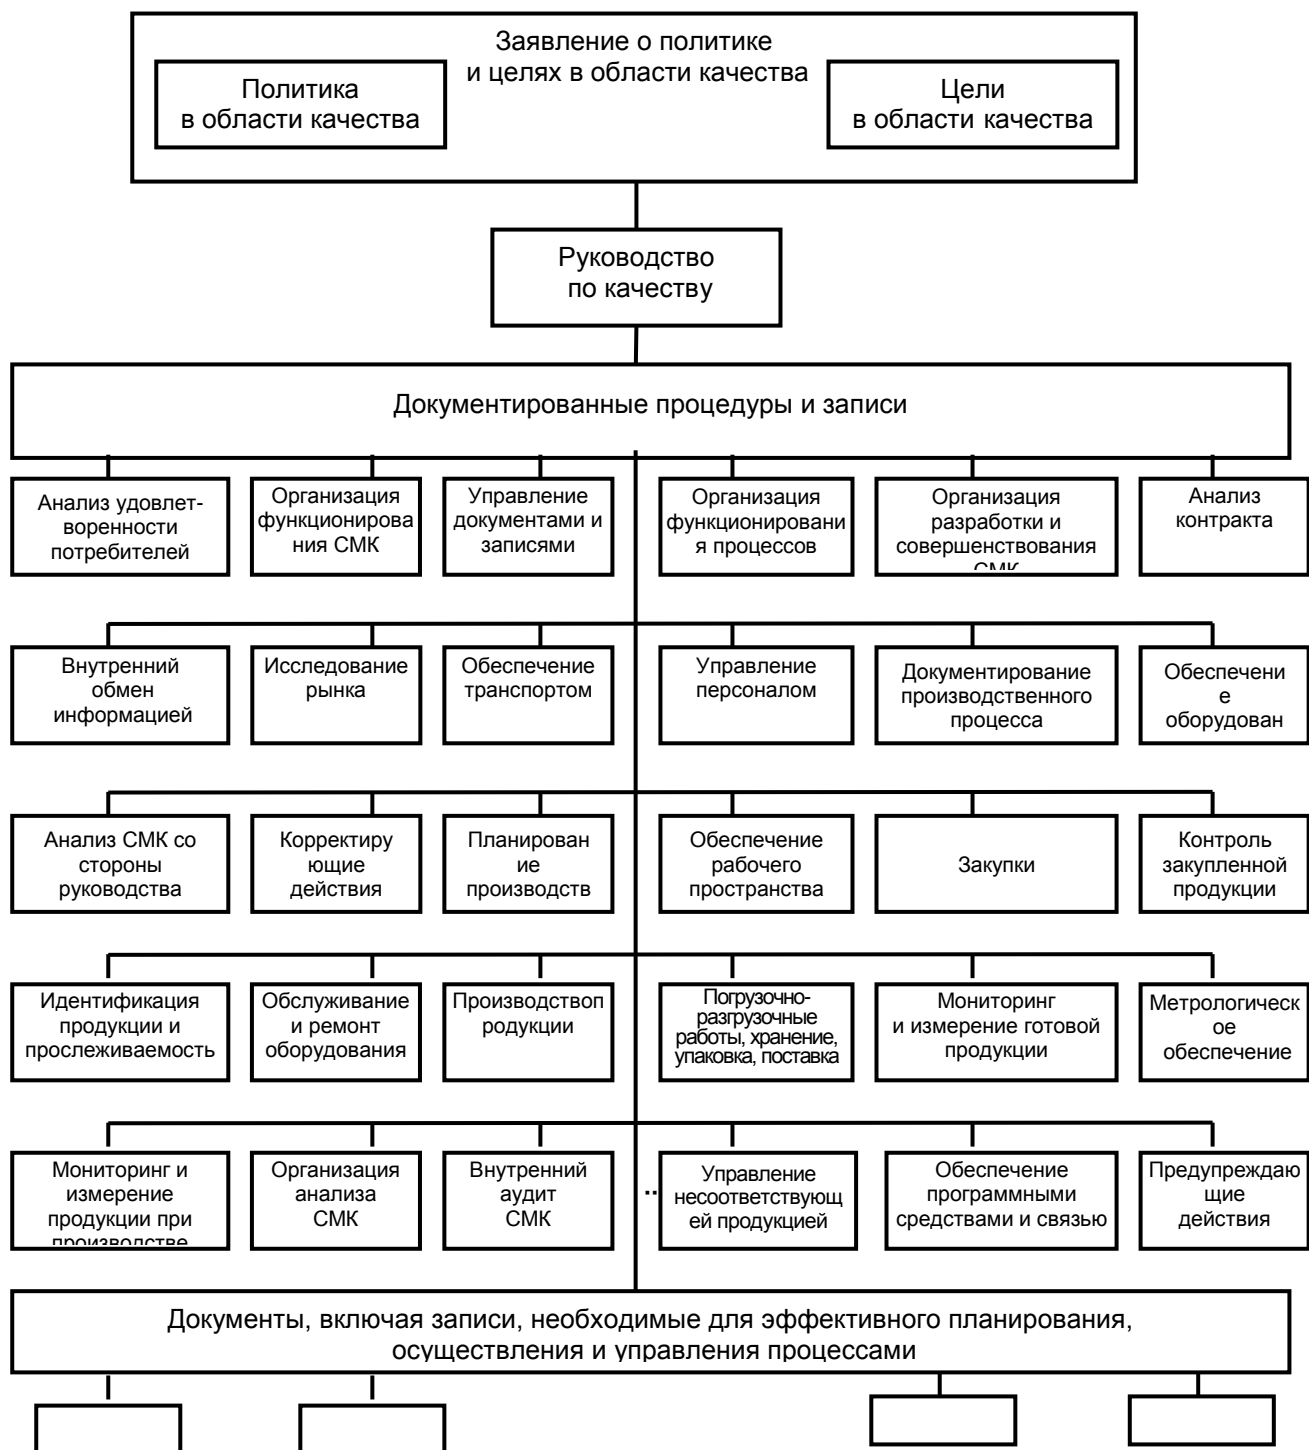 Заявление о политике
и целях в области качества
Политика
в области качества
Цели
в области качества
Руководство
по качеству
Документированные процедуры и записи
Анализ удовлет-
воренности
потребителей
Организация
функционирова
ния СМК
Управление
документами и
записями
Организация
функционировани
я процессов
Организация
разработки и
совершенствования
СМК
Анализ
контракта
Внутренний
обмен
информацией
Исследование
рынка
Обеспечение
транспортом
Управление
персоналом
Документирование
производственного
процесса
Обеспечени
е
оборудован
Анализ СМК со
стороны
руководства
Корректиру
ющие
действия
Планирован
ие
производств
Обеспечение
рабочего
пространства
Закупки
Контроль
закупленной
продукции
Идентификация
продукции и
прослеживаемость
Обслуживание
и ремонт
оборудования
Производствоп
родукции
Погрузочно-
разгрузочные
работы, хранение,
упаковка, поставка
Мониторинг
и измерение готовой
продукции
Метрологическ
ое
обеспечение
Мониторинг и
измерение
продукции при
производстве
Организация
анализа
СМК
Внутренний
аудит
СМК
..
Управление
несоответствующ
ей продукцией
Обеспечение
программными
средствами и связью
Предупреждаю
щие
действия
Документы, включая записи, необходимые для эффективного планирования,
осуществления и управления процессами